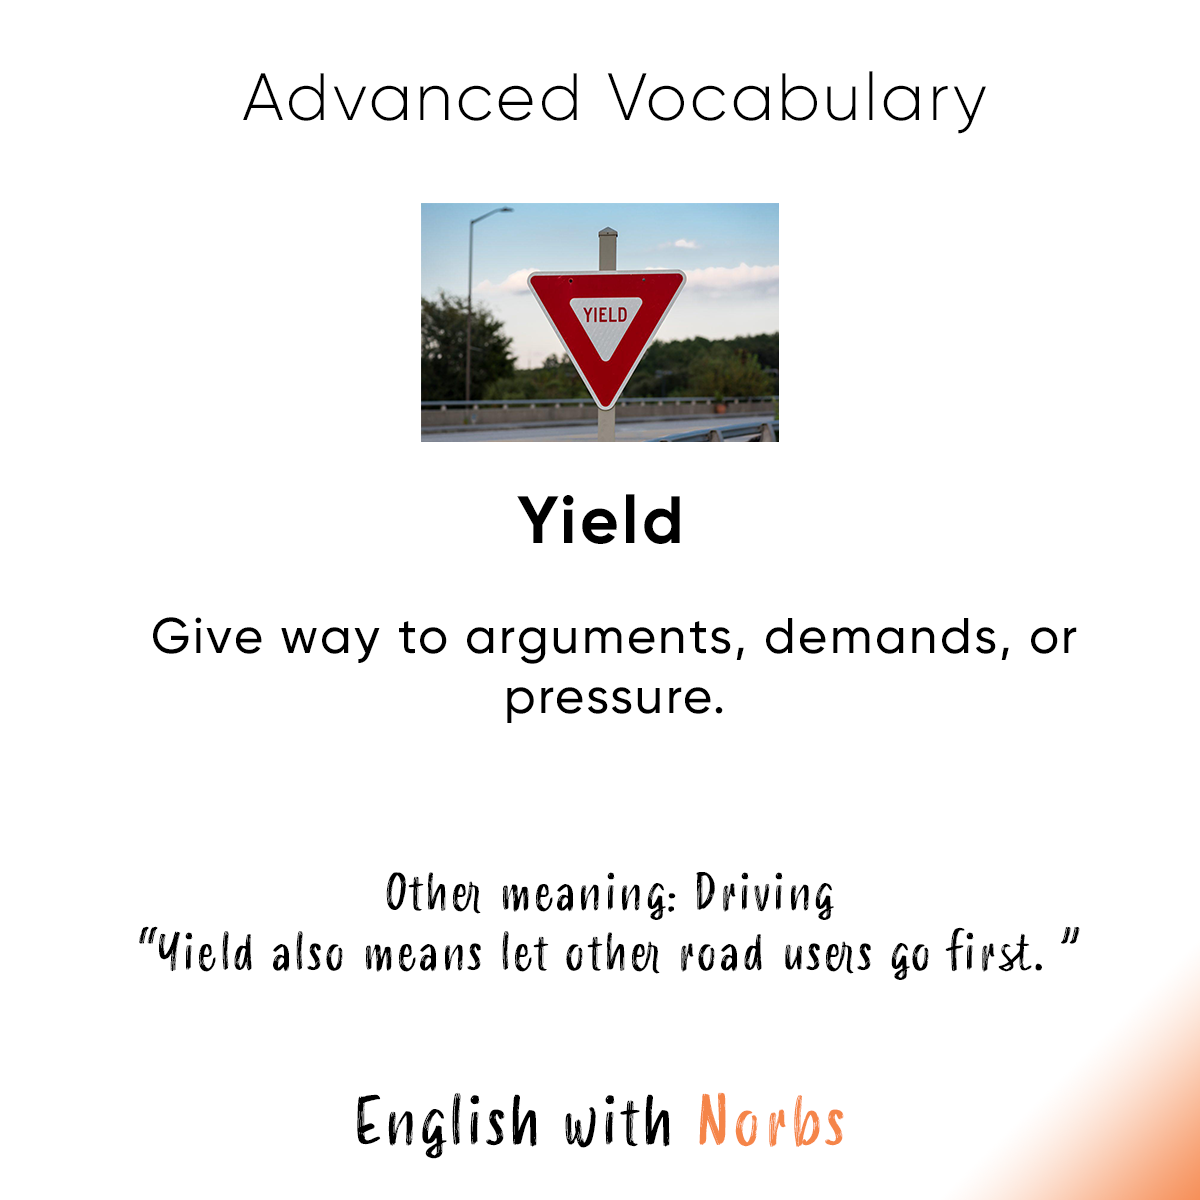 Advanced Vocabulary
YIELD
Yield
Give way to arguments, demands, or
pressure.
Other meaning: Driving
"Yield also means let other road users go first. "
English with Norbs